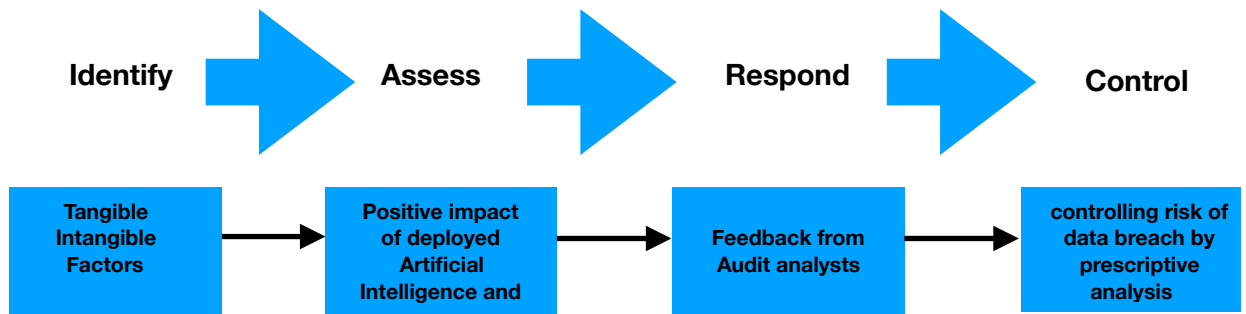 Identify
Assess
Respond
Control
Tangible
Intangible
Factors
Positive impact
of deployed
Artificial
Intelligence and
Feedback from
Audit analysts
controlling risk of
data breach by
prescriptive
analysis